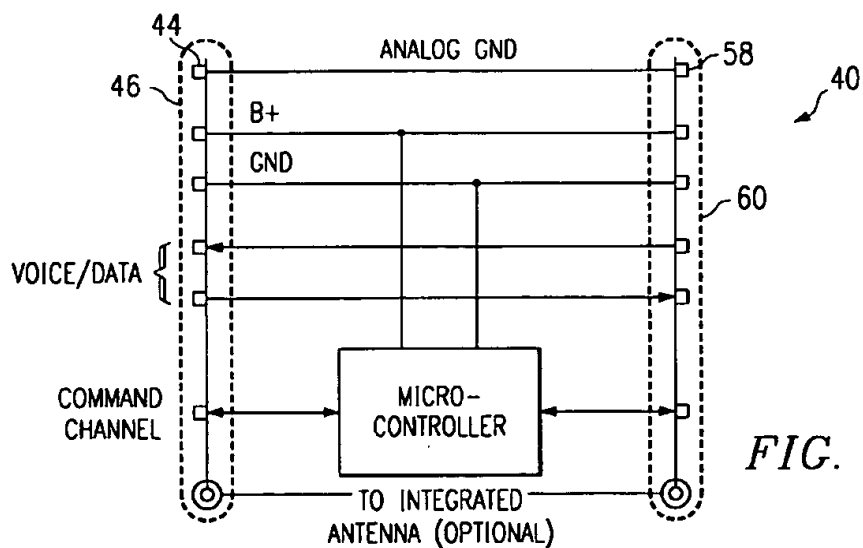 44
ANALOG GND
58
46
40
B+
GND
60
VOICE/DATA
COMMAND
CHANNEL
MICRO-
CONTROLLER
FIG.
TO INTEGRATED
ANTENNA (OPTIONAL)